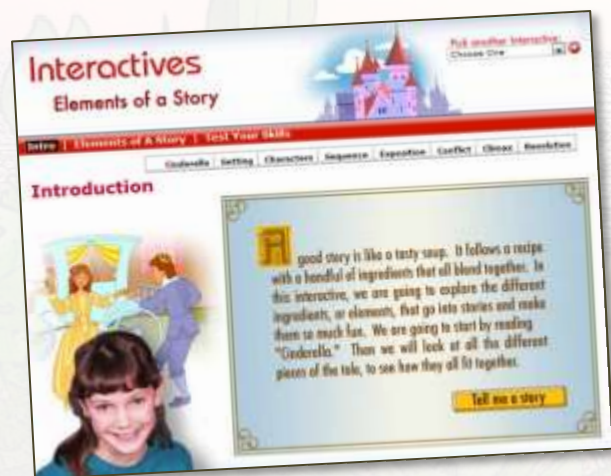 Interactives
Elements of a Story
Pick another Interactive:
Choose One
Intro | Elements of A Story | Test Your Skills
Cinderella | Setting | Characters | Sequence | Exposition | Conflict | Climax | Resolution
Introduction
A good story is like a tasty soup. It follows a recipe
with a handful of ingredients that all blend together. In
this interactive, we are going to explore the different
ingredients, or elements, that go into stories and make
them so much fun. We are going to start by reading
"Cinderella." Then we will look at all the different
pieces of the tale, to see how they all fit together.
Tell me a story